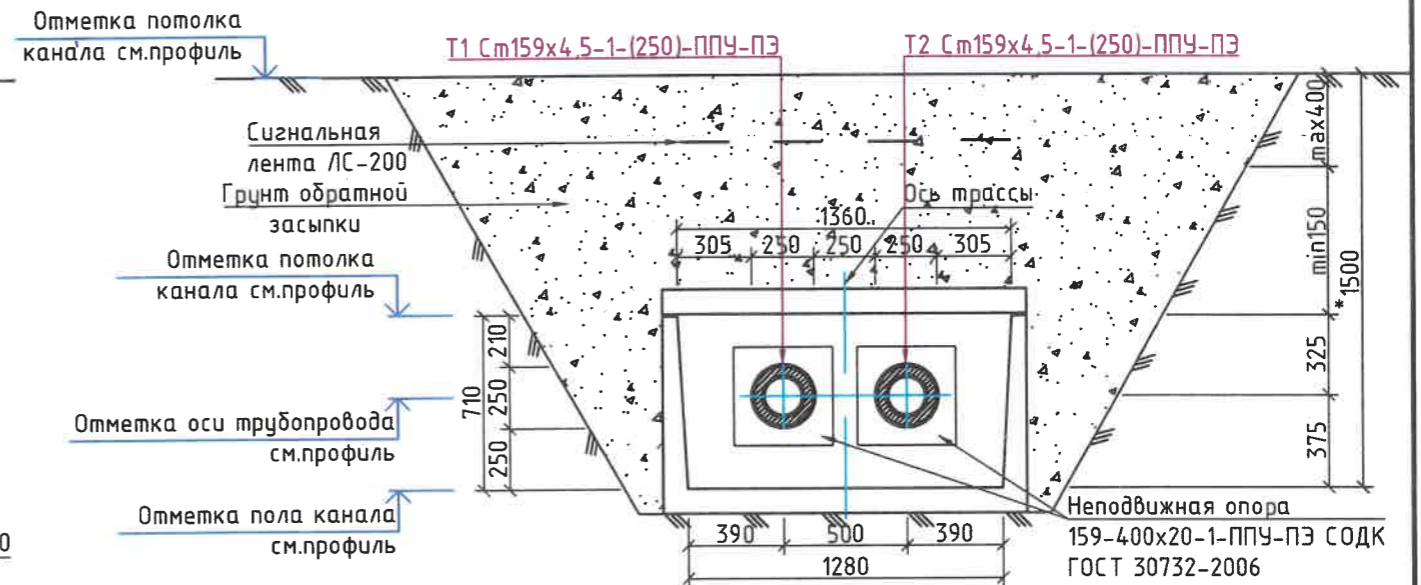 Отметка потолка
канала см.профиль
Т1 Ст159х4,5-1-(250)-ППУ-ПЭ
Т2 Ст159х4,5-1-(250)-ППУ-ПЭ
Сигнальная
лента ЛС-200
Грунт обратной
засыпки
Ось трассы
1360
305 250 250 250 305
max400
min150
*1500
325
375
Отметка потолка
канала см.профиль
210
250
250
710
Отметка оси трубопровода
см.профиль
Отметка пола канала
см.профиль
0
390 500 390
1280
Неподвижная опора
159-400х20-1-ППУ-ПЭ СОДК
ГОСТ 30732-2006